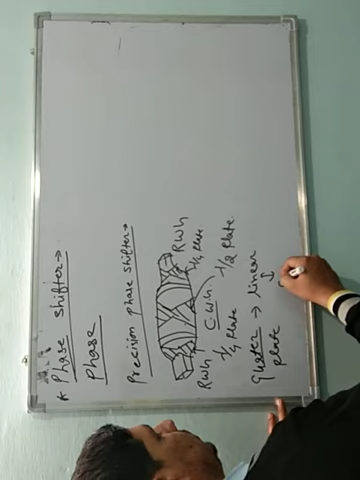 * Phase shifter →
Phase
Precision phase shifter →
RWh
1/4 plate
CWh
RWh
1/4 plate
1/2 Plate
Quater → linear
plate ↓